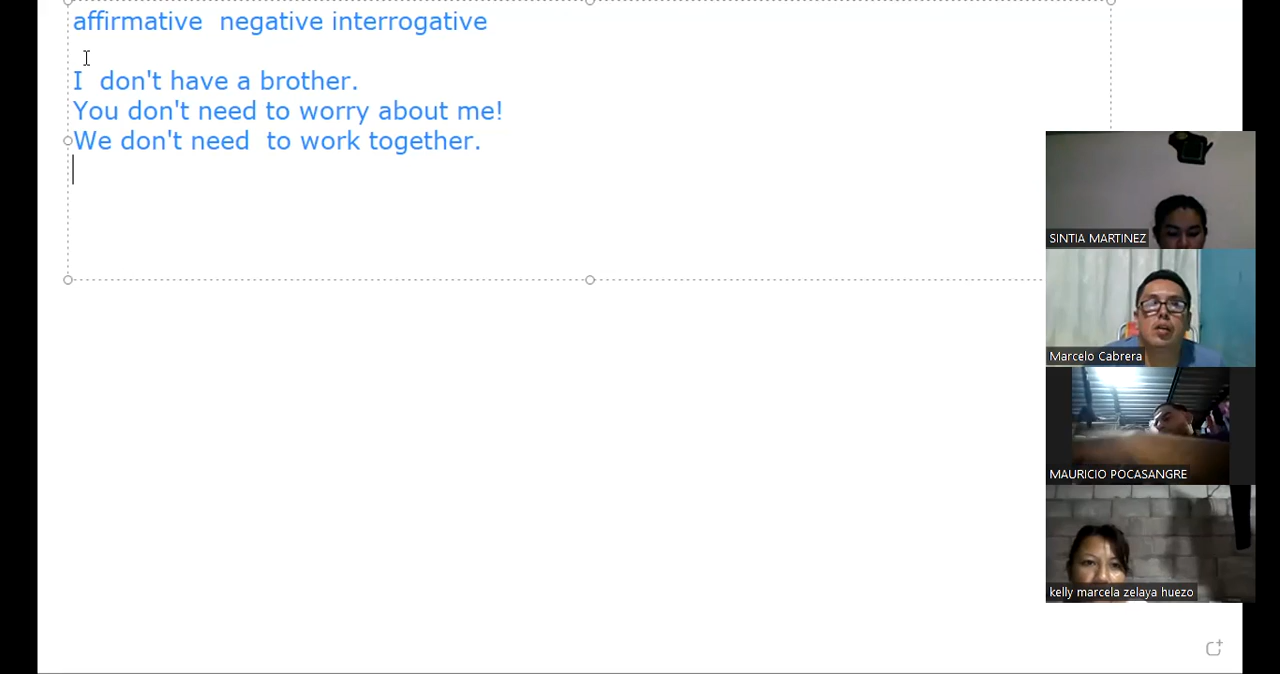 affirmative  negative interrogative
I  don't have a brother.
You don't need to worry about me!
We don't need  to work together.
SINTIA MARTINEZ
Marcelo Cabrera
MAURICIO POCASANGRE
kelly marcela zelaya huezo